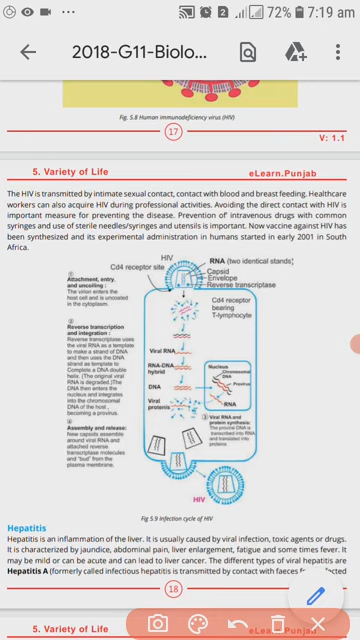 72% 7:19 am
2018-G11-Biolo...
Fig. 5.8 Human immunodeficiency virus (HIV)
17
V: 1.1
5. Variety of Life
eLearn.Punjab
The HIV is transmitted by intimate sexual contact, contact with blood and breast feeding. Healthcare
workers can also acquire HIV during professional activities. Avoiding the direct contact with HIV is
important measure for preventing the disease. Prevention of intravenous drugs with common
syringes and use of sterile needles/syringes and utensils is important. Now vaccine against HIV has
been synthesized and its experimental administration in humans started in early 2001 in South
Africa.
HIV
Cd4 receptor site
RNA (two identical stands)
Capsid
Envelope
Reverse transcriptase
①
Attachment, entry,
and uncoiling :
The virion enters the
host cell and is uncoated
in the cytoplasm.
Cd4 receptor
bearing
T-lymphocyte
②
Reverse transcription
and integration :
Reverse transcriptase uses
the viral RNA as a template
to make a strand of DNA
and then uses the DNA
strand as template to
Complete a DNA double
helix. (The original viral
RNA is degraded.)The
DNA then enters the
nucleus and integrates
into the chromosomal
DNA of the host ,
becoming a provirus.
Viral RNA
RNA-DNA
hybrid
DNA
Viral
protienis
Nucleus
Chromosomal
DNA
Provirus
RNA
③ Viral RNA and
protein synthesis:
The proviral DNA is
transcribed into RNA
and translated into
proteins
④
Assembly and release:
New capsids assemble
around viral RNA and
attached reverse
transcriptase molecules
and "bud" from the
plasma membrane.
HIV
Fig 5.9 Infection cycle of HIV
Hepatitis
Hepatitis is an inflammation of the liver. It is usually caused by viral infection, toxic agents or drugs.
It is characterized by jaundice, abdominal pain, liver enlargement, fatigue and some times fever. It
may be mild or can be acute and can lead to liver cancer. The different types of viral hepatitis are
Hepatitis A (formerly called infectious hepatitis is transmitted by contact with faeces
18
5. Variety of Life